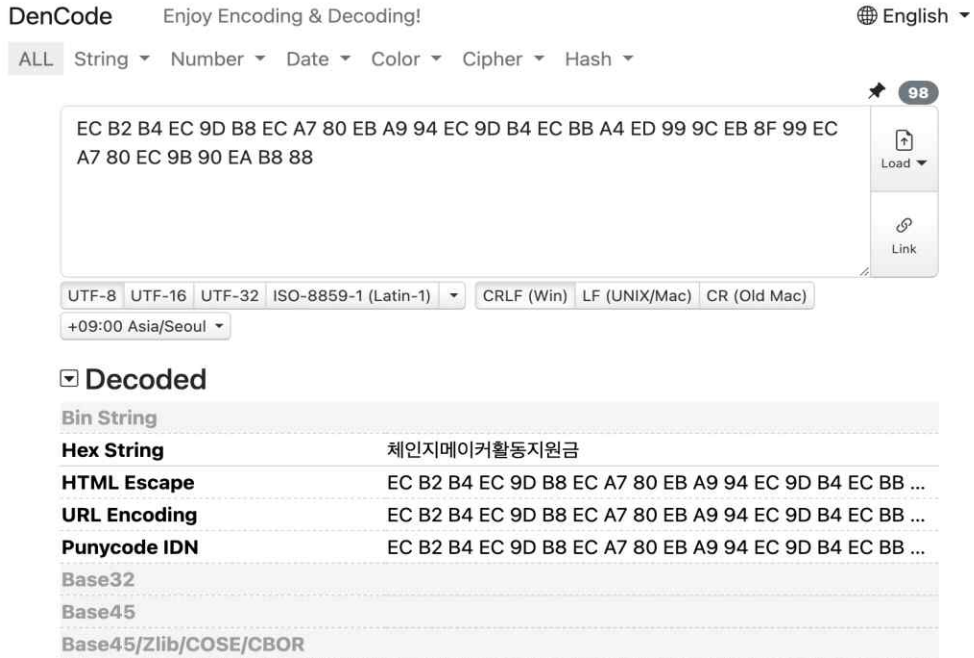 DenCode Enjoy Encoding & Decoding! English
ALL String Number Date Color Cipher Hash
98
EC B2 B4 EC 9D B8 EC A7 80 EB A9 94 EC 9D B4 EC BB A4 ED 99 9C EB 8F 99 EC
A7 80 EC 9B 90 EA B8 88
Load
Link
UTF-8 UTF-16 UTF-32 ISO-8859-1 (Latin-1) CRLF (Win) LF (UNIX/Mac) CR (Old Mac)
+09:00 Asia/Seoul
Decoded
Bin String
Hex String 체인지메이커활동지원금
HTML Escape EC B2 B4 EC 9D B8 EC A7 80 EB A9 94 EC 9D B4 EC BB ...
URL Encoding EC B2 B4 EC 9D B8 EC A7 80 EB A9 94 EC 9D B4 EC BB ...
Punycode IDN EC B2 B4 EC 9D B8 EC A7 80 EB A9 94 EC 9D B4 EC BB ...
Base32
Base45
Base45/Zlib/COSE/CBOR